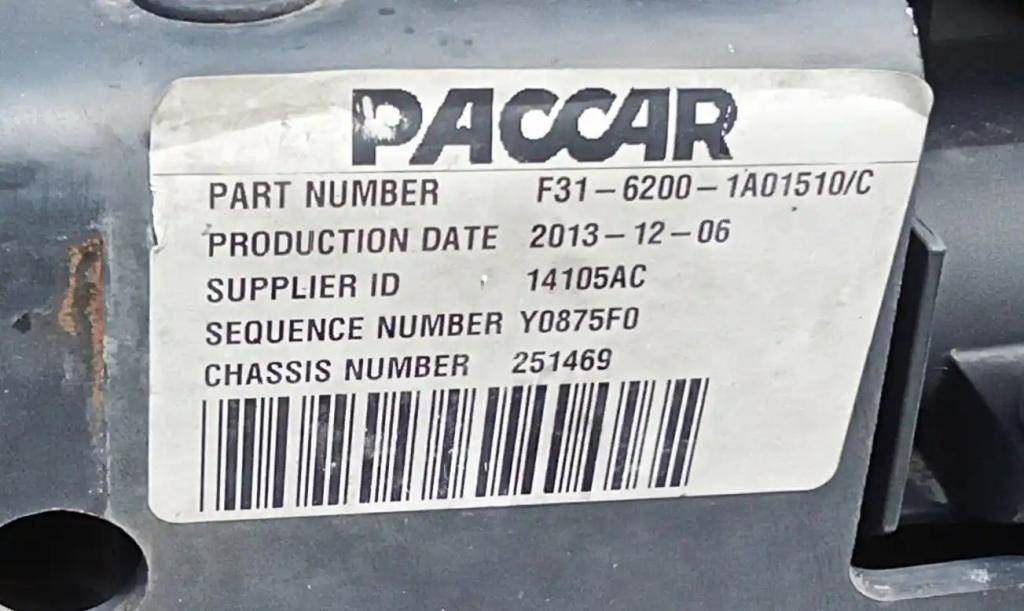 PACCAR
PART NUMBER F31-6200-1A01510/C
PRODUCTION DATE 2013-12-06
SUPPLIER ID 14105AC
SEQUENCE NUMBER Y0875F0
CHASSIS NUMBER 251469